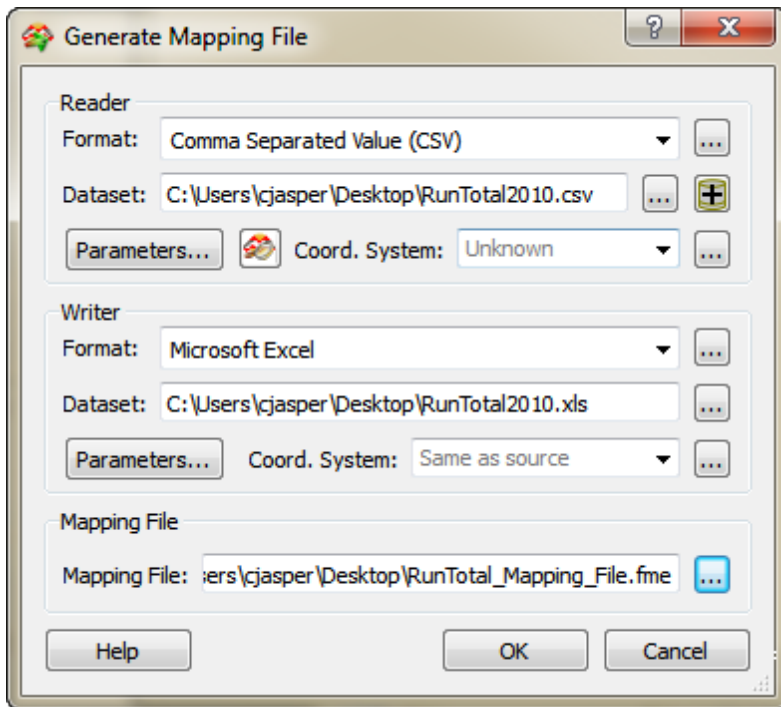 Generate Mapping File
?
X
Reader
Format: Comma Separated Value (CSV) ...
Dataset: C:\Users\cjasper\Desktop\RunTotal2010.csv ...
Parameters... Coord. System: Unknown ...
Writer
Format: Microsoft Excel ...
Dataset: C:\Users\cjasper\Desktop\RunTotal2010.xls ...
Parameters... Coord. System: Same as source ...
Mapping File
Mapping File: sers\cjasper\Desktop\RunTotal_Mapping_File.fme ...
Help OK Cancel